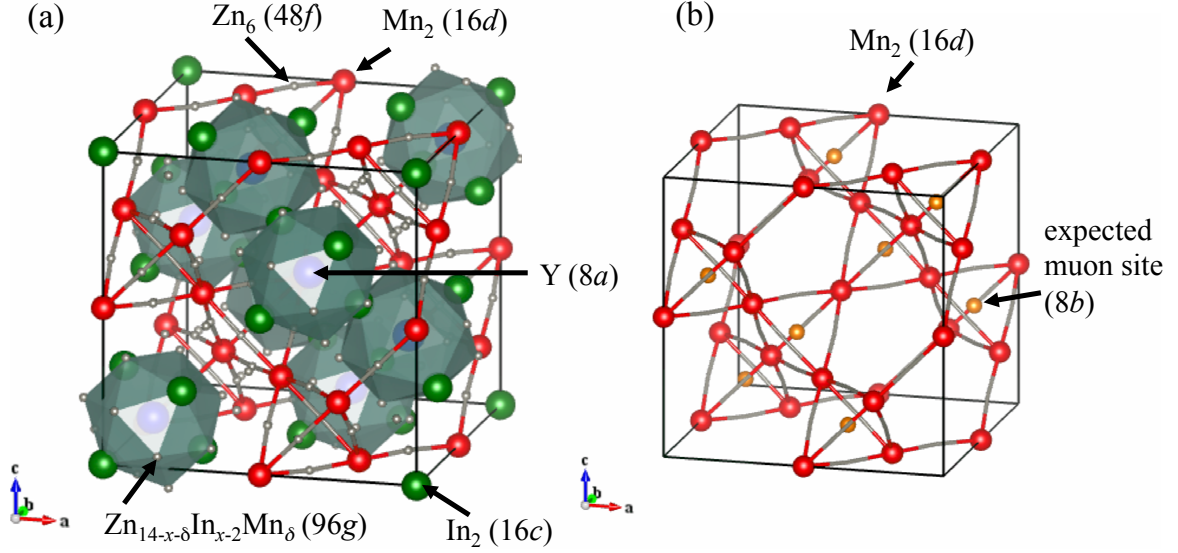 (a)
Zn6 (48f)
Mn2 (16d)
Y (8a)
Zn14-x-δInx-2Mnδ (96g)
In2 (16c)
c
b
a
(b)
Mn2 (16d)
expected
muon site
(8b)
c
b
a